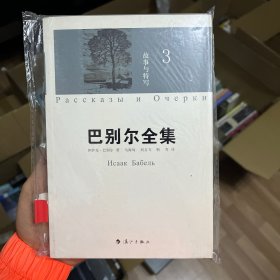 故事与特写
3
Рассказы и Очерки
巴别尔全集
Исаак Бабель
漓江出版社